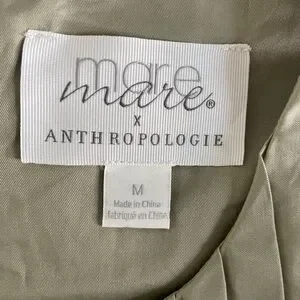 mare
mare®
X
ANTHROPOLOGIE
M
Made in China
fabriqué en Chine